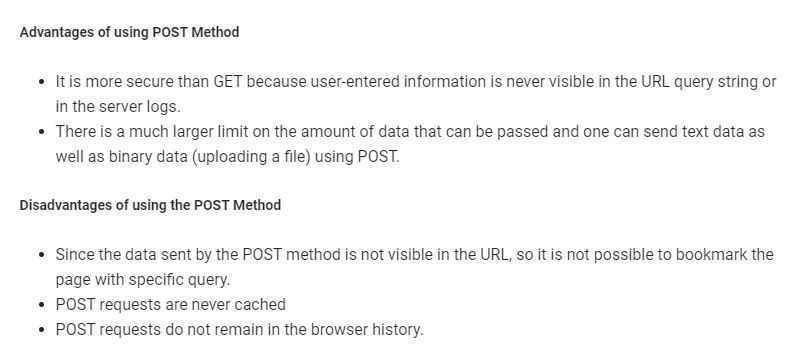 Advantages of using POST Method
• It is more secure than GET because user-entered information is never visible in the URL query string or
in the server logs.
• There is a much larger limit on the amount of data that can be passed and one can send text data as
well as binary data (uploading a file) using POST.
Disadvantages of using the POST Method
• Since the data sent by the POST method is not visible in the URL, so it is not possible to bookmark the
page with specific query.
• POST requests are never cached
• POST requests do not remain in the browser history.